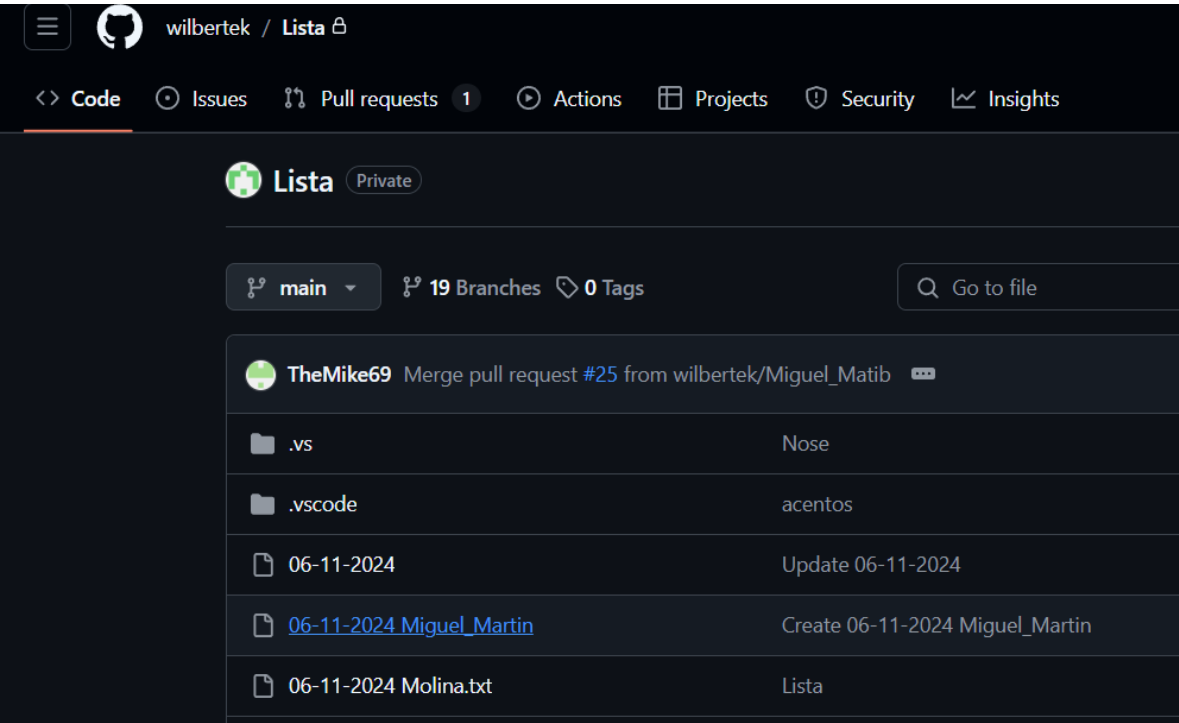 wilbertek / Lista
Code Issues Pull requests 1 Actions Projects Security Insights
Lista Private
main 19 Branches 0 Tags Go to file
TheMike69 Merge pull request #25 from wilbertek/Miguel_Matib
.vs Nose
.vscode acentos
06-11-2024 Update 06-11-2024
06-11-2024 Miguel_Martin Create 06-11-2024 Miguel_Martin
06-11-2024 Molina.txt Lista